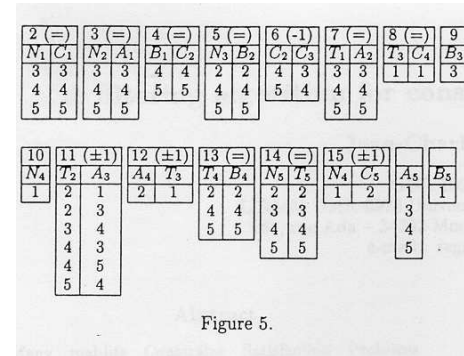 2 (=) 3 (=) 4 (=) 5 (=) 6 (-1) 7 (=) 8 (=) 9
N₁ C₁ N₂ A₁ B₁ C₂ N₃ B₂ C₂ C₃ T₁ A₂ T₃ C₄ B₃
3 3 3 3 4 4 2 2 4 3 3 3 1 1 3
4 4 4 4 5 5 4 4 5 4 4 4
5 5 5 5 5 5 5 5
10 11 (±1) 12 (±1) 13 (=) 14 (=) 15 (±1)
N₄ T₂ A₃ A₄ T₃ T₄ B₄ N₅ T₅ N₄ C₅ A₅ B₅
1 2 1 2 1 2 2 2 2 1 2 1 1
2 3 4 4 3 3 3
3 4 5 5 4 4 4
4 3 5 5 5
4 5
5 4
Figure 5.